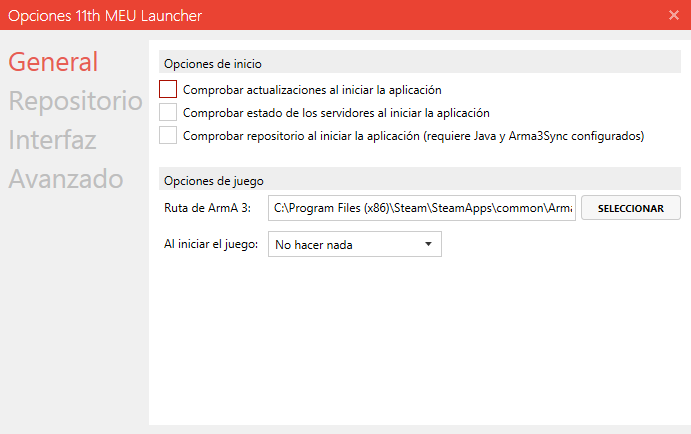 Opciones 11th MEU Launcher
General
Repositorio
Interfaz
Avanzado
Opciones de inicio
Comprobar actualizaciones al iniciar la aplicación
Comprobar estado de los servidores al iniciar la aplicación
Comprobar repositorio al iniciar la aplicación (requiere Java y Arma3Sync configurados)
Opciones de juego
Ruta de ArmA 3: C:\Program Files (x86)\Steam\SteamApps\common\Arma SELECCIONAR
Al iniciar el juego: No hacer nada